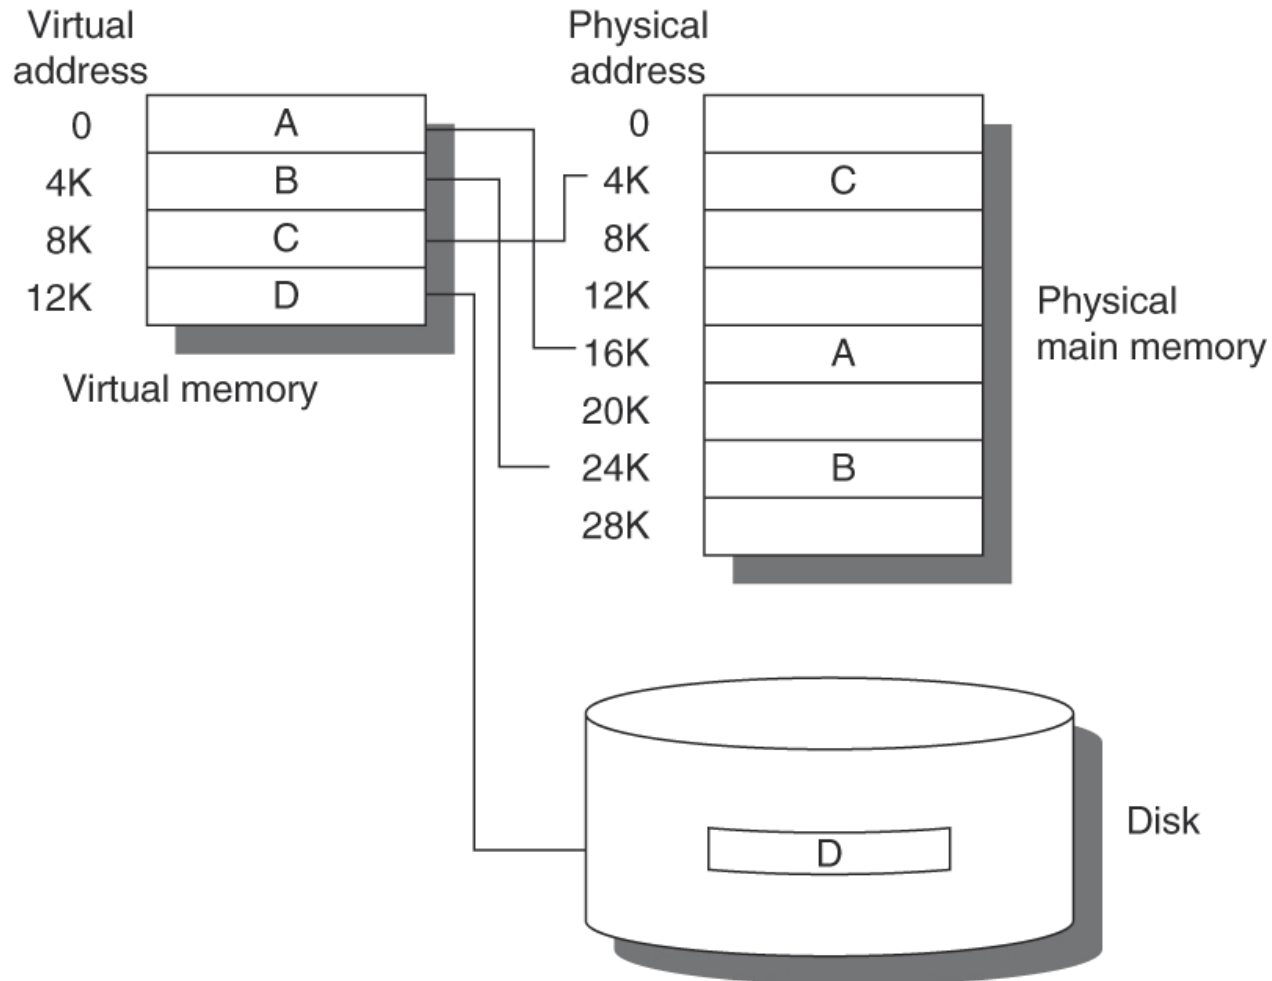 Virtual
address
0
A
4K
B
8K
C
12K
D
Virtual memory
Physical
address
0
4K
C
8K
12K
16K
A
20K
24K
B
28K
Physical
main memory
D
Disk